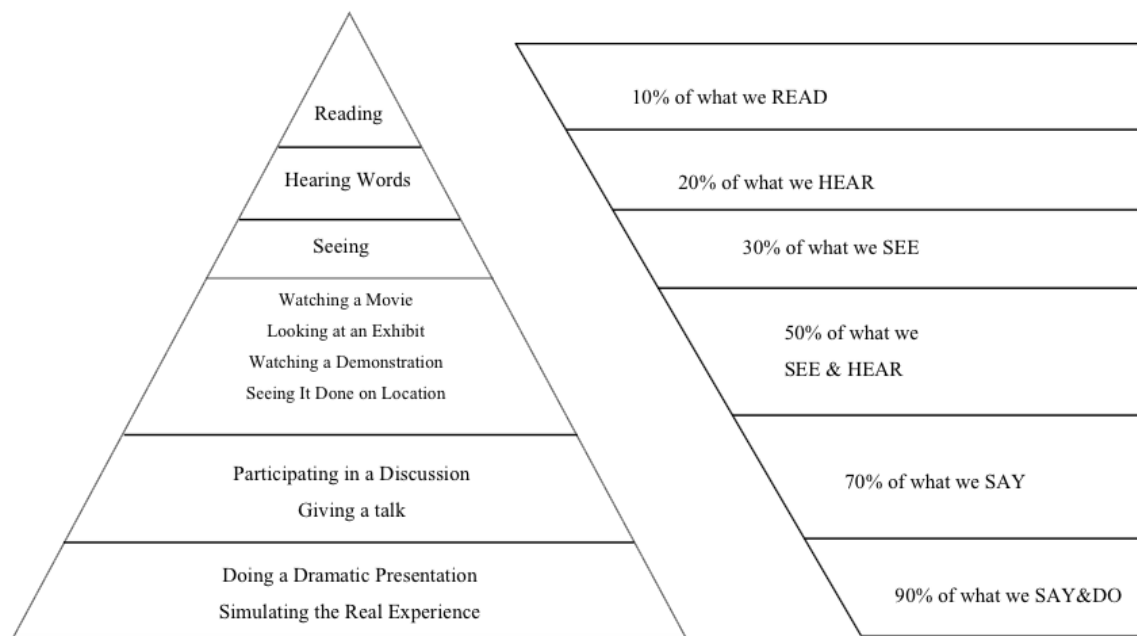 Reading
Hearing Words
Seeing
Watching a Movie
Looking at an Exhibit
Watching a Demonstration
Seeing It Done on Location
Participating in a Discussion
Giving a talk
Doing a Dramatic Presentation
Simulating the Real Experience
10% of what we READ
20% of what we HEAR
30% of what we SEE
50% of what we
SEE & HEAR
70% of what we SAY
90% of what we SAY&DO